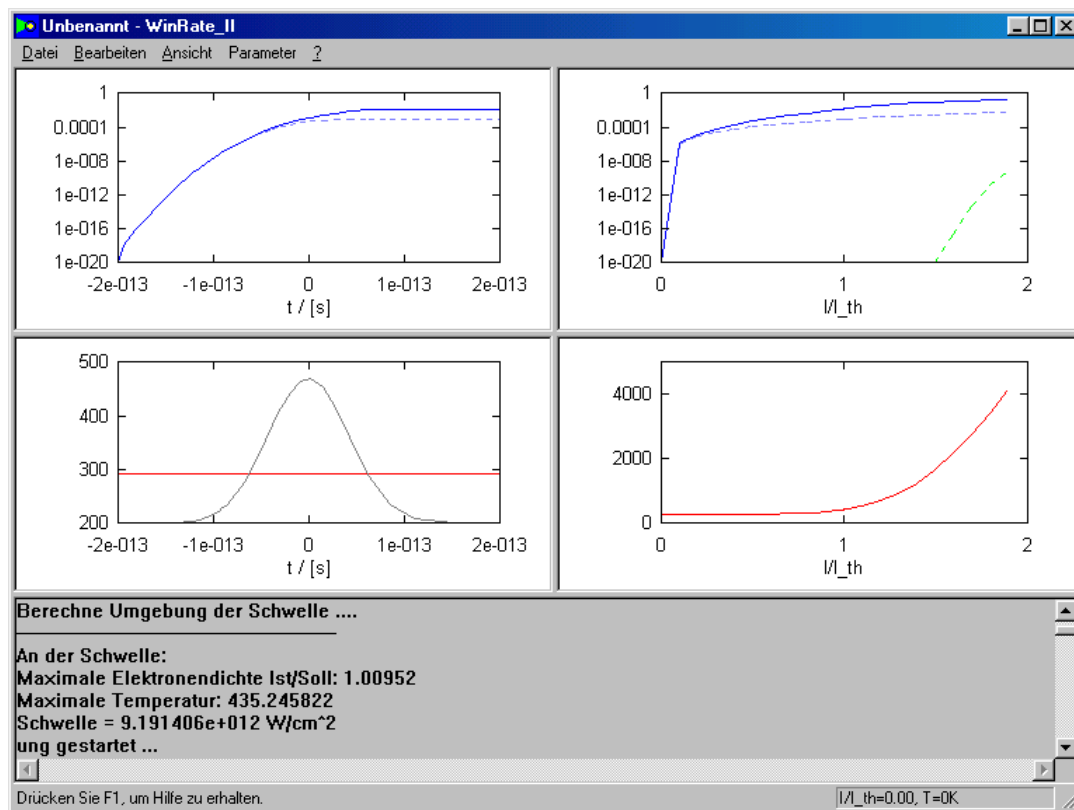 Unbenannt - WinRate_II
Datei Bearbeiten Ansicht Parameter ?
1
0.0001
1e-008
1e-012
1e-016
1e-020
-2e-013 -1e-013 0 1e-013 2e-013
t / [s]
1
0.0001
1e-008
1e-012
1e-016
1e-020
0 1 2
I/I_th
500
400
300
200
-2e-013 -1e-013 0 1e-013 2e-013
t / [s]
4000
2000
0
0 1 2
I/I_th
Berechne Umgebung der Schwelle ....
An der Schwelle:
Maximale Elektronendichte Ist/Soll: 1.00952
Maximale Temperatur: 435.245822
Schwelle = 9.191406e+012 W/cm^2
ung gestartet ...
Drücken Sie F1, um Hilfe zu erhalten.
I/I_th=0.00, T=0K